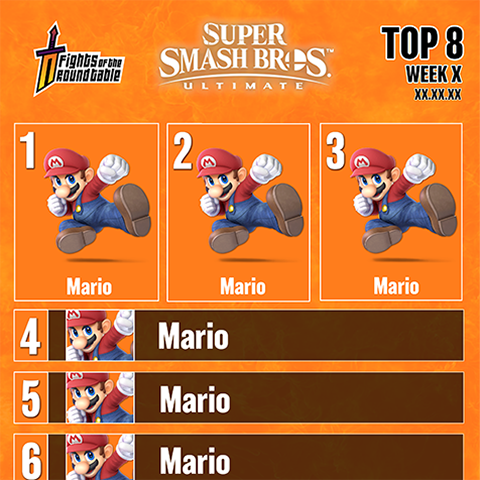 Fights of the
Roundtable
SUPER
SMASH BROS.™
ULTIMATE
TOP 8
WEEK X
XX.XX.XX
1
Mario
2
Mario
3
Mario
4 Mario
5 Mario
6 Mario